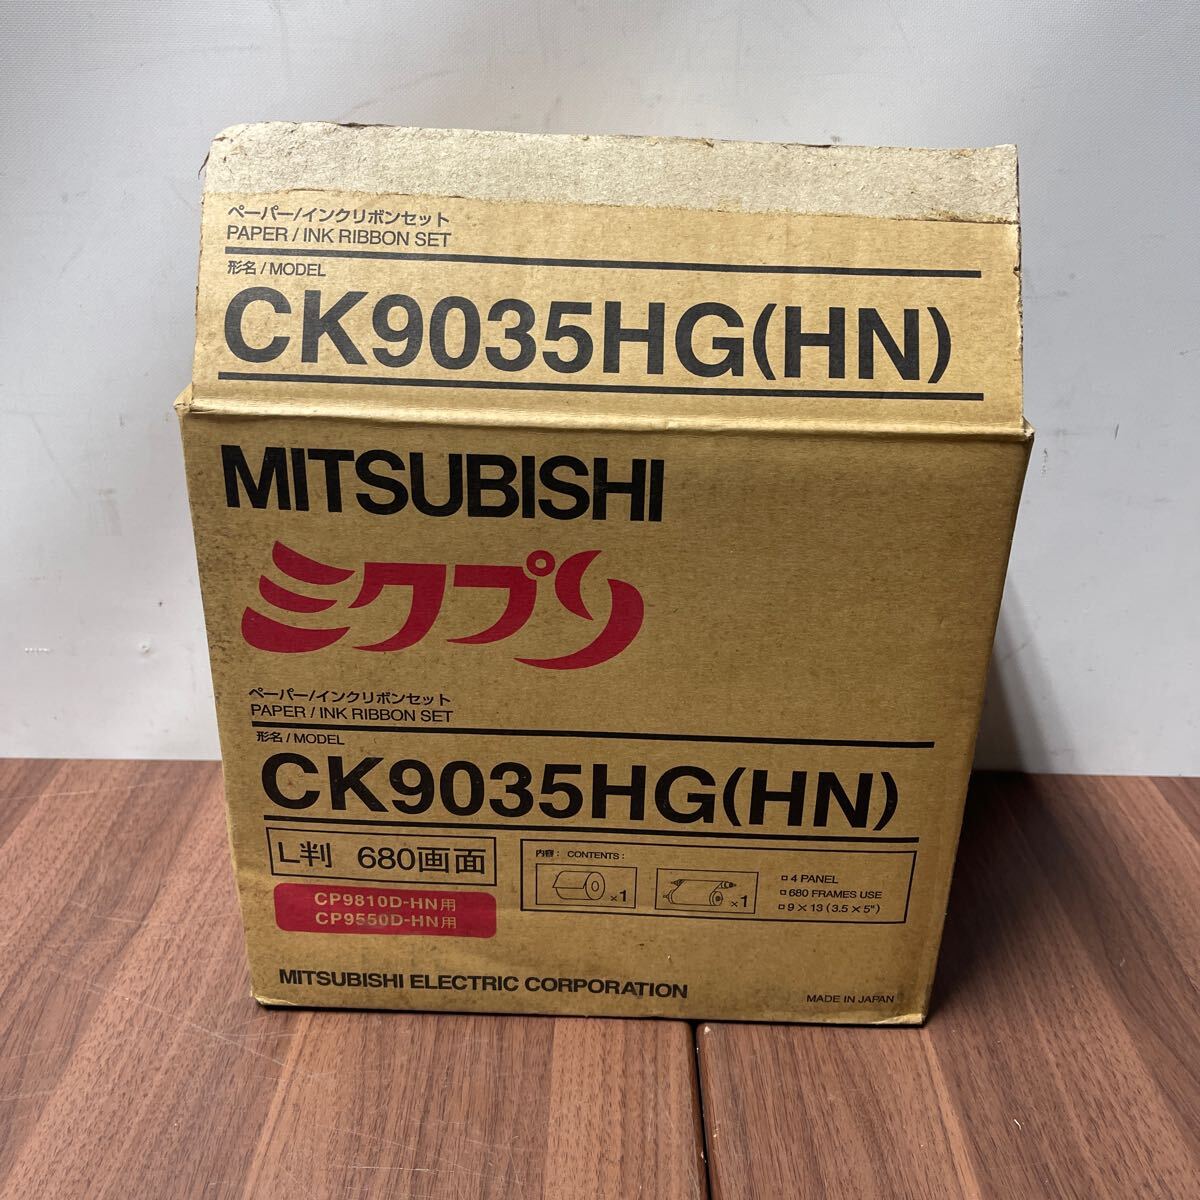 ペーパー/インクリボンセット
PAPER / INK RIBBON SET
形名 / MODEL
CK9035HG(HN)
MITSUBISHI
ミクプリ
ペーパー/インクリボンセット
PAPER / INK RIBBON SET
形名 / MODEL
CK9035HG(HN)
L判 680画面
CP9810D-HN用
CP9550D-HN用
内容: CONTENTS:
×1
×1
□ 4 PANEL
□ 680 FRAMES USE
□ 9 × 13 (3.5 × 5")
MITSUBISHI ELECTRIC CORPORATION
MADE IN JAPAN